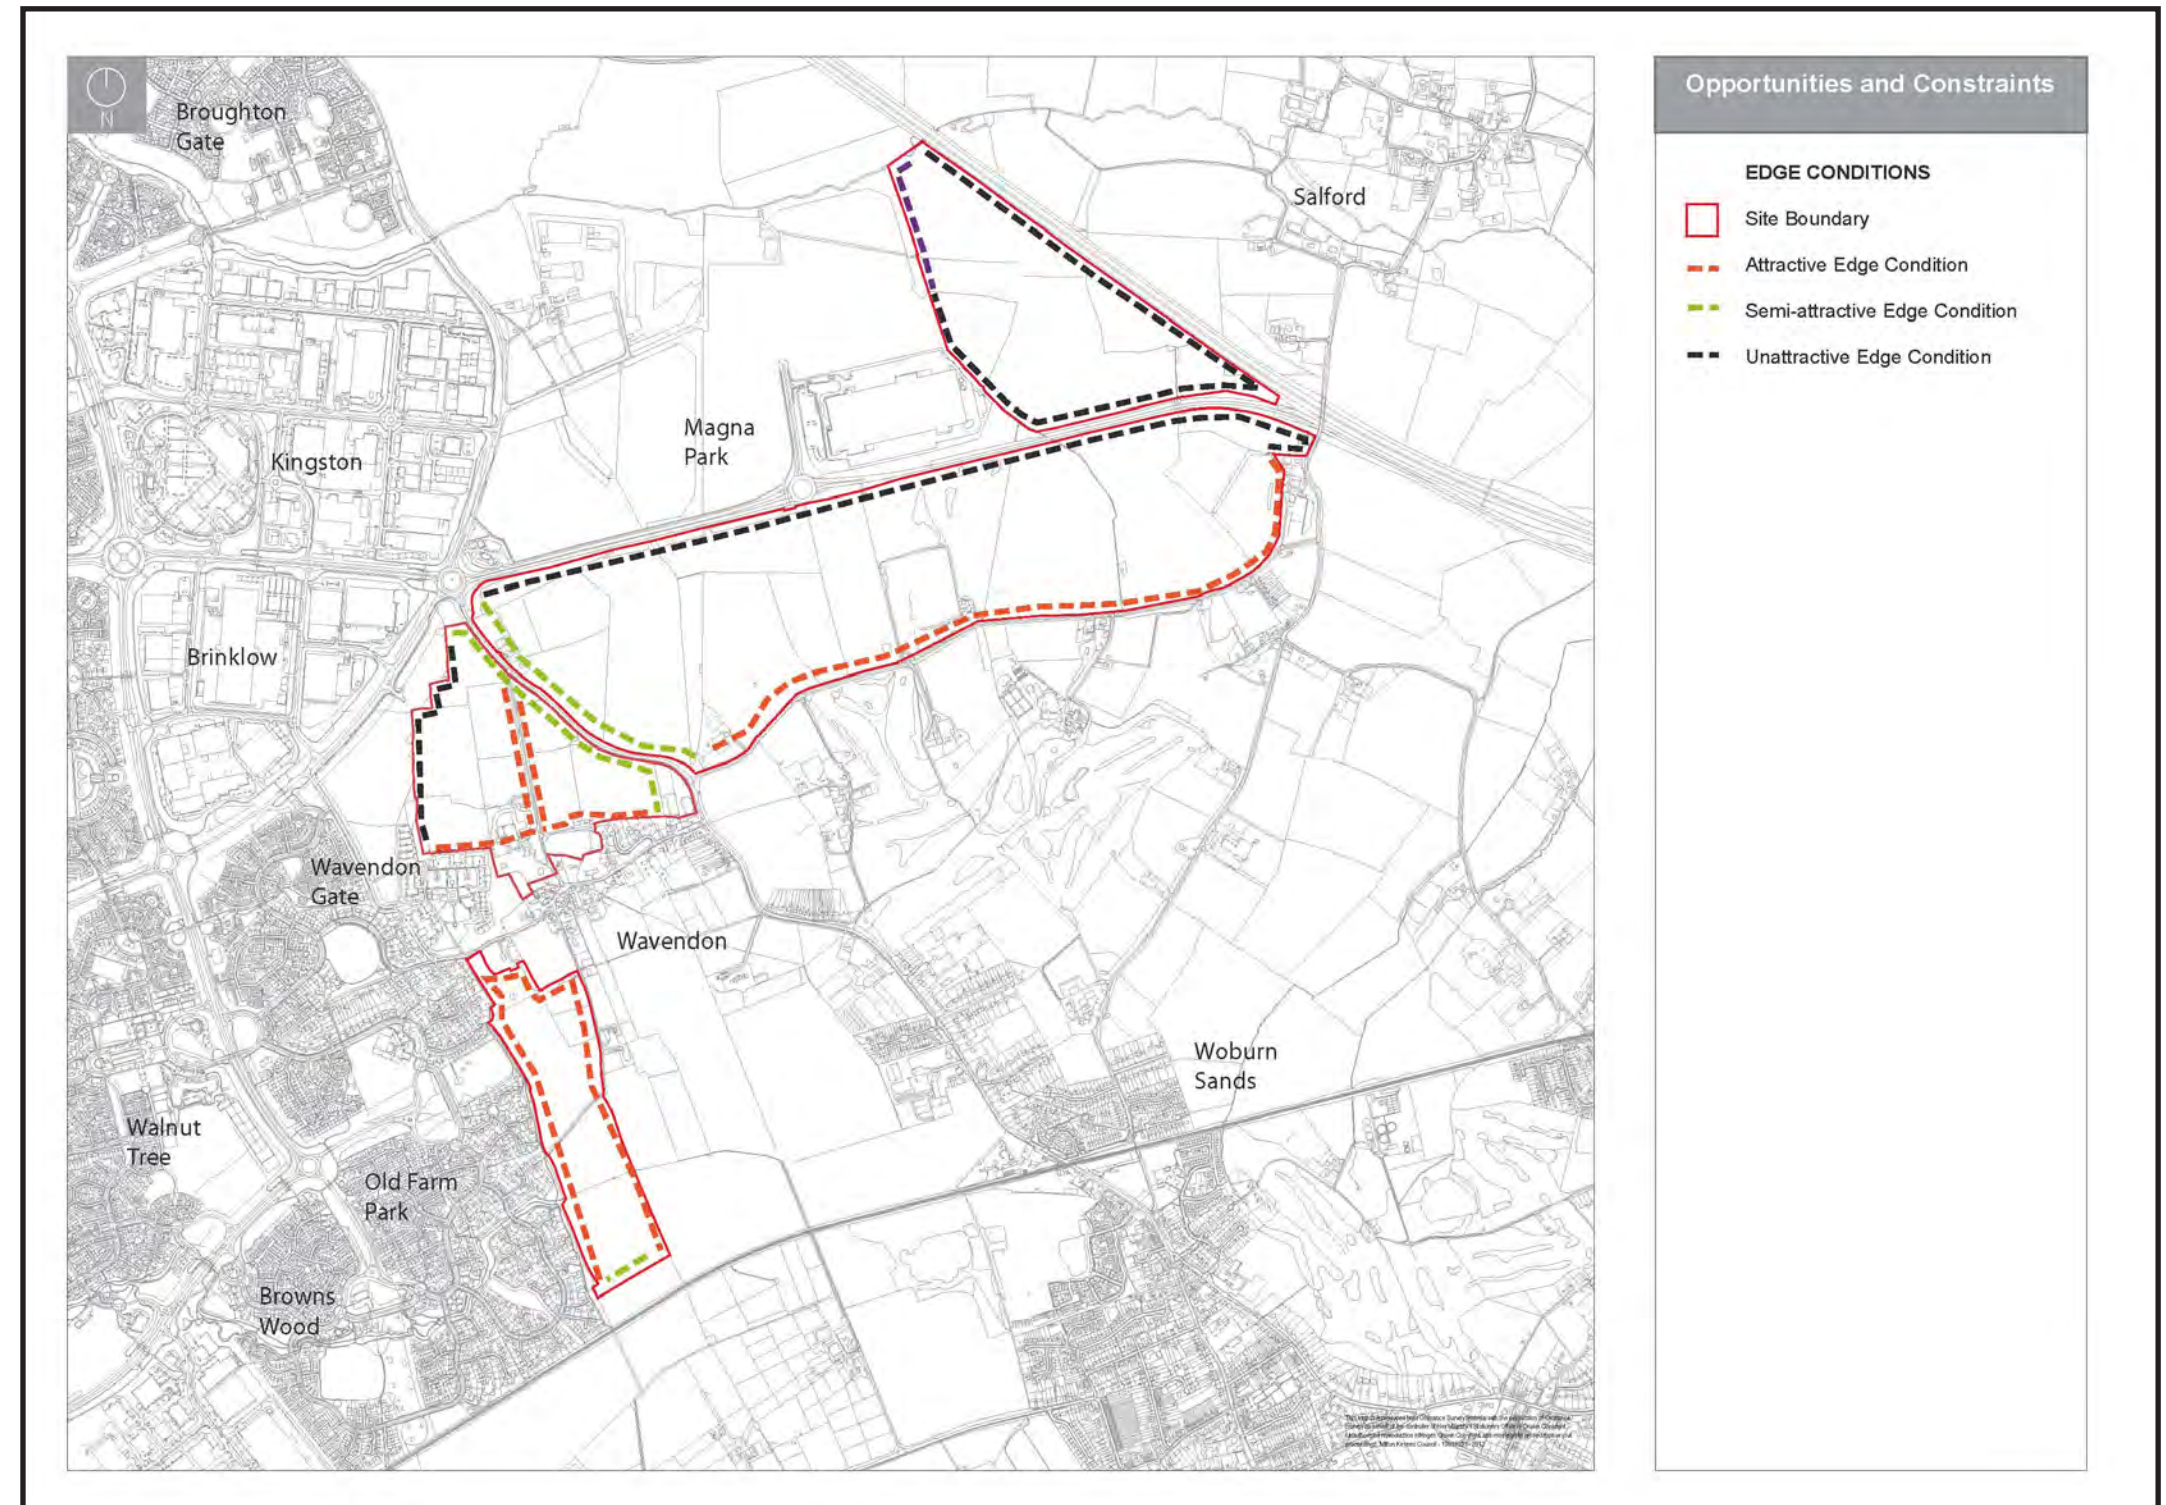 N
Broughton
Gate
Salford
Magna
Park
Kingston
Brinklow
Wavendon
Gate
Wavendon
Woburn
Sands
Walnut
Tree
Old Farm
Park
Browns
Wood
Opportunities and Constraints
EDGE CONDITIONS
Site Boundary
Attractive Edge Condition
Semi-attractive Edge Condition
Unattractive Edge Condition